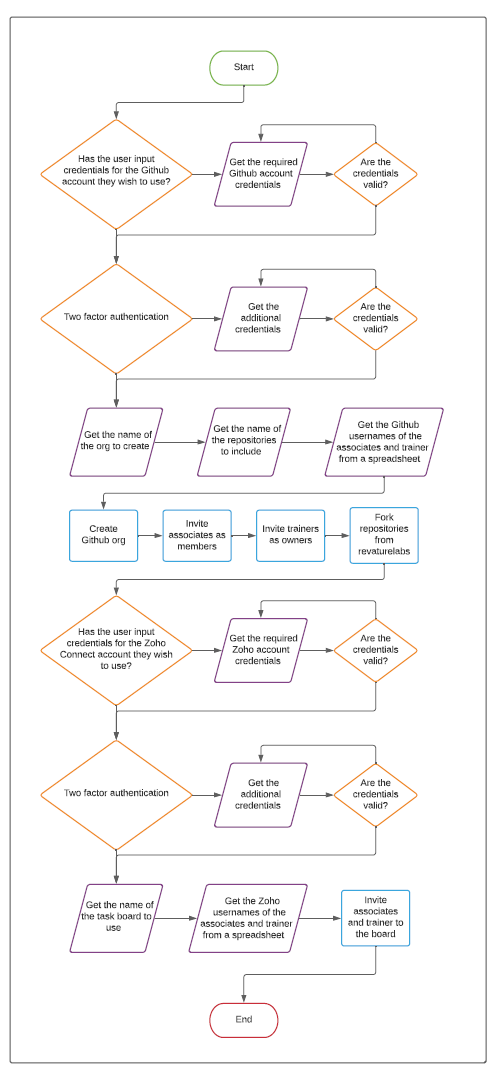 Start
Has the user input
credentials for the Github
account they wish to use?
Get the required
Github account
credentials
Are the
credentials
valid?
Two factor authentication
Get the
additional
credentials
Are the
credentials
valid?
Get the name of
the org to create
Get the name of
the repositories
to include
Get the Github
usernames of the
associates and trainer
from a spreadsheet
Create
Github org
Invite
associates as
members
Invite trainers
as owners
Fork
repositories
from
revaturelabs
Has the user input
credentials for the Zoho
Connect account they wish
to use?
Get the required
Zoho account
credentials
Are the
credentials
valid?
Two factor authentication
Get the
additional
credentials
Are the
credentials
valid?
Get the name of
the task board to
use
Get the Zoho
usernames of the
associates and trainer
from a spreadsheet
Invite
associates
and trainer to
the board
End